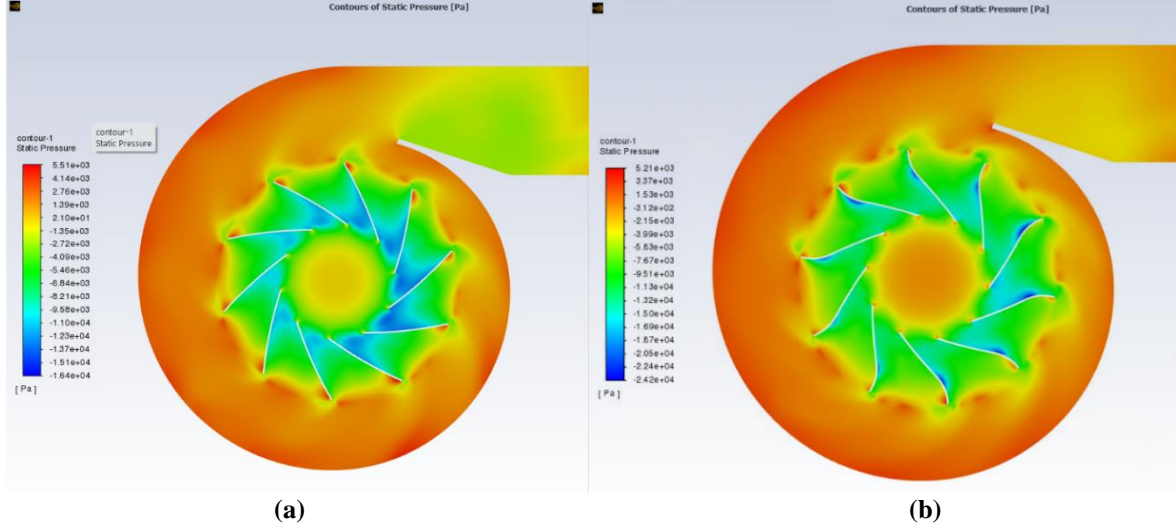 Contours of Static Pressure [Pa]
contour-1
Static Pressure
contour-1
Static Pressure
5.51e+03
4.14e+03
2.76e+03
1.39e+03
2.10e+01
-1.35e+03
-2.72e+03
-4.09e+03
-5.46e+03
-6.84e+03
-8.21e+03
-9.58e+03
-1.10e+04
-1.23e+04
-1.37e+04
-1.51e+04
-1.64e+04
[ Pa ]
(a)
Contours of Static Pressure [Pa]
contour-1
Static Pressure
5.21e+03
3.37e+03
1.53e+03
-3.12e+02
-2.15e+03
-3.99e+03
-5.83e+03
-7.67e+03
-9.51e+03
-1.13e+04
-1.32e+04
-1.50e+04
-1.69e+04
-1.87e+04
-2.05e+04
-2.24e+04
-2.42e+04
[ Pa ]
(b)